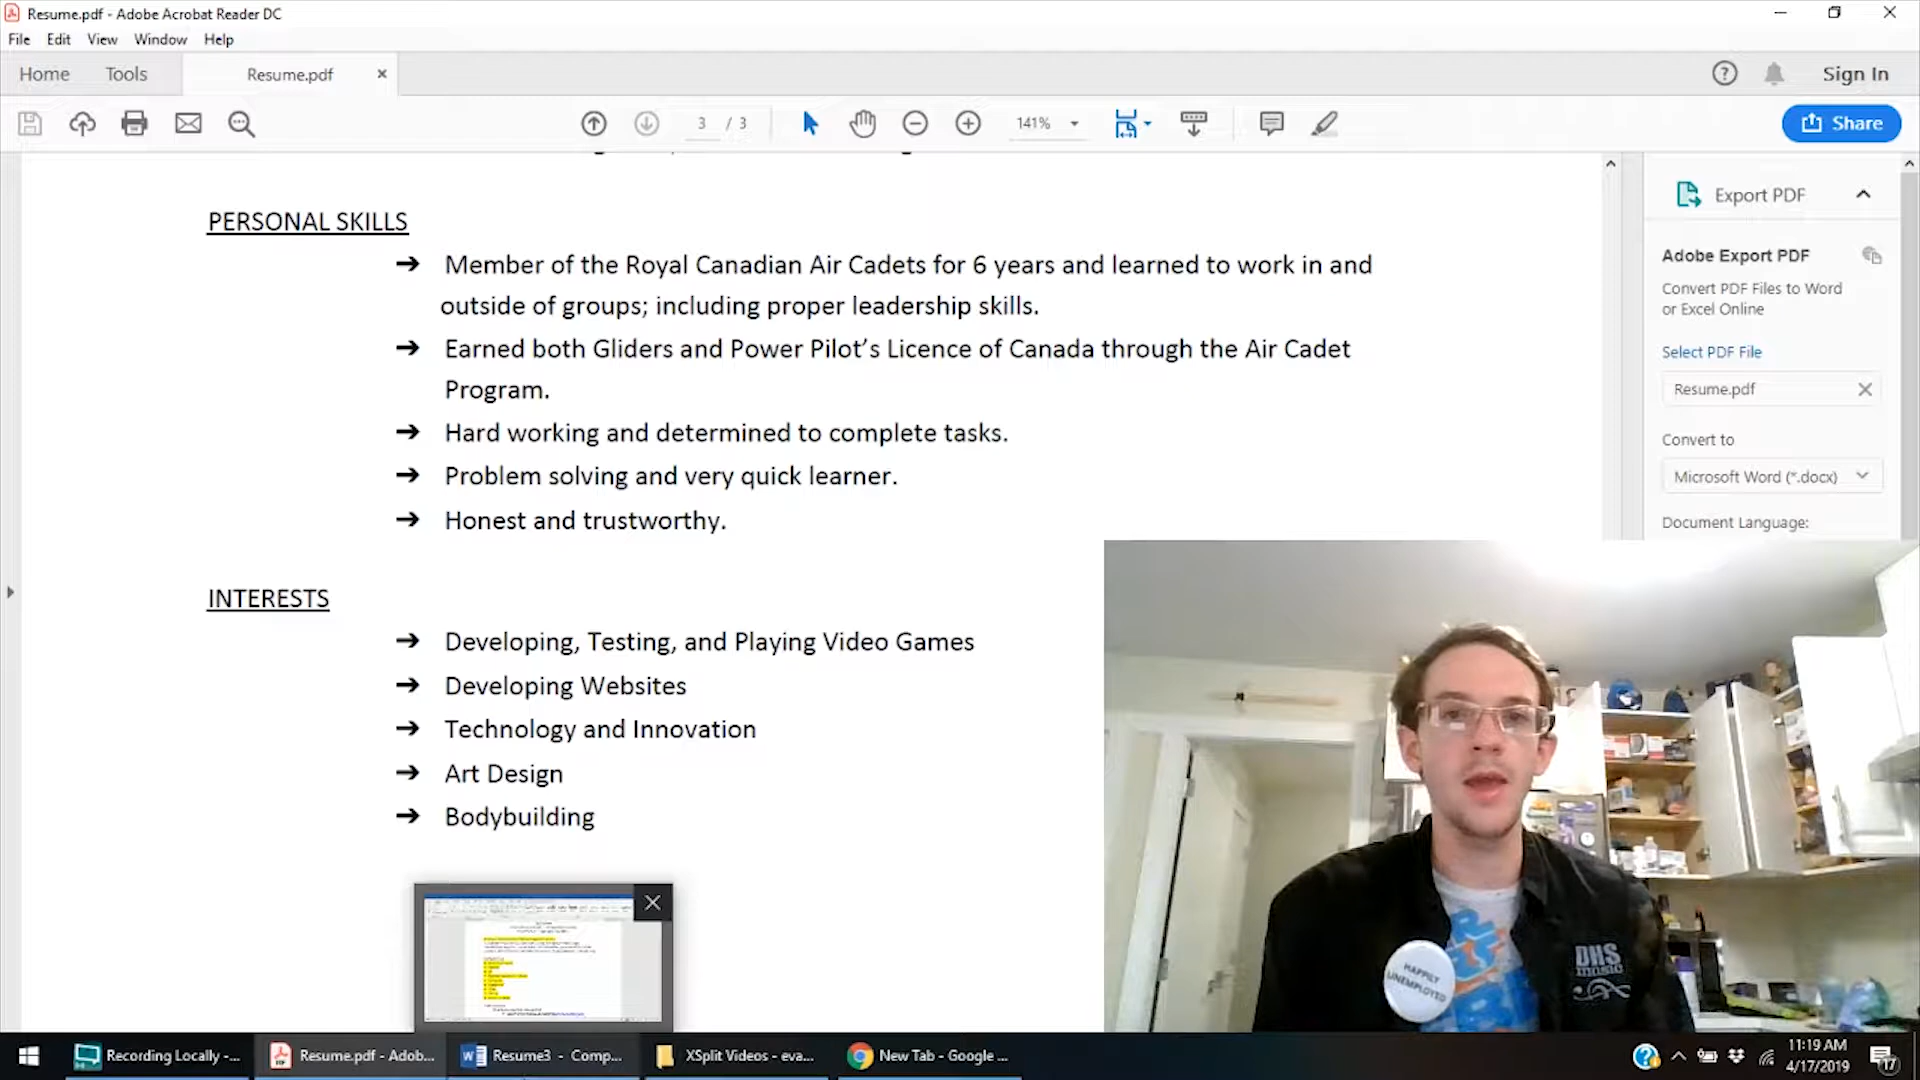 Resume.pdf - Adobe Acrobat Reader DC
File Edit View Window Help
Home Tools Resume.pdf Sign In
3 / 3 141% Share
PERSONAL SKILLS
➔ Member of the Royal Canadian Air Cadets for 6 years and learned to work in and
outside of groups; including proper leadership skills.
➔ Earned both Gliders and Power Pilot’s Licence of Canada through the Air Cadet
Program.
➔ Hard working and determined to complete tasks.
➔ Problem solving and very quick learner.
➔ Honest and trustworthy.
INTERESTS
➔ Developing, Testing, and Playing Video Games
➔ Developing Websites
➔ Technology and Innovation
➔ Art Design
➔ Bodybuilding
Export PDF
Adobe Export PDF
Convert PDF Files to Word
or Excel Online
Select PDF File
Resume.pdf
Convert to
Microsoft Word (*.docx)
Document Language:
HAPPILY
UNEMPLOYED
DHS
music
Recording Locally -...
Resume.pdf - Adob...
Resume3 - Comp...
XSplit Videos - eva...
New Tab - Google ...
11:19 AM
4/17/2019
17